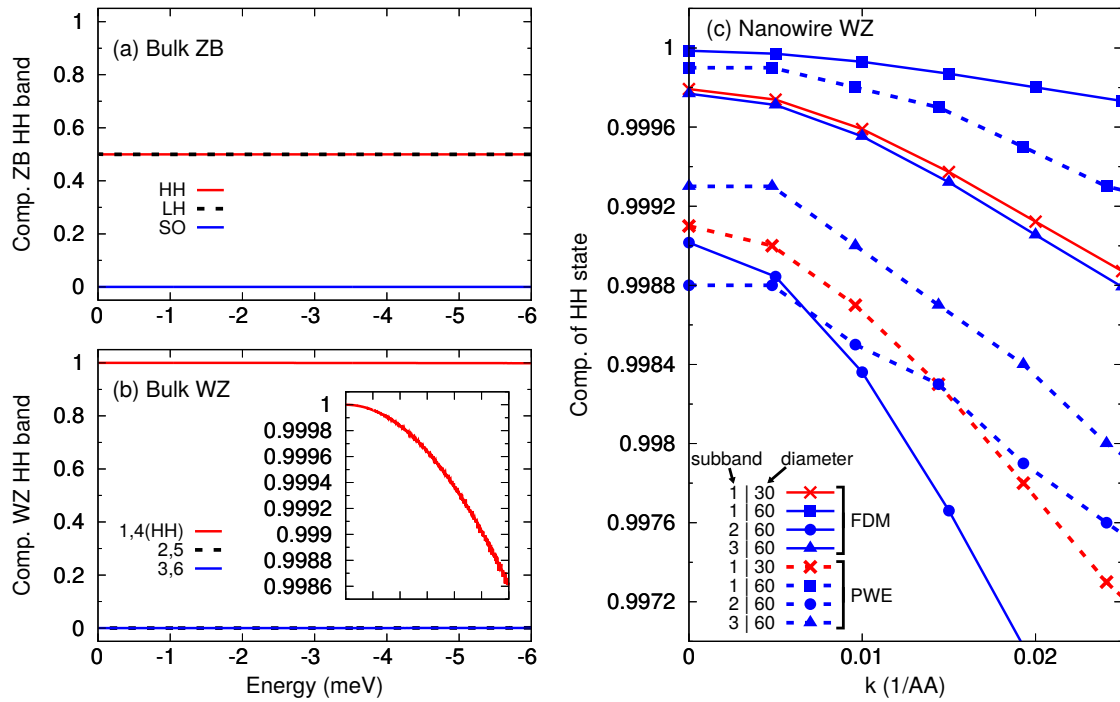 (a) Bulk ZB
Comp. ZB HH band
1
0.8
0.6
0.4
0.2
0
HH
LH
SO
0 -1 -2 -3 -4 -5 -6
(b) Bulk WZ
Comp. WZ HH band
1
0.8
0.6
0.4
0.2
0
1,4(HH)
2,5
3,6
1
0.9998
0.9996
0.9994
0.9992
0.999
0.9988
0.9986
0 -1 -2 -3 -4 -5 -6
Energy (meV)
(c) Nanowire WZ
Comp. of HH state
1
0.9996
0.9992
0.9988
0.9984
0.998
0.9976
0.9972
subband diameter
1 30
1 60
2 60
3 60
FDM
1 30
1 60
2 60
3 60
PWE
0 0.01 0.02
k (1/AA)